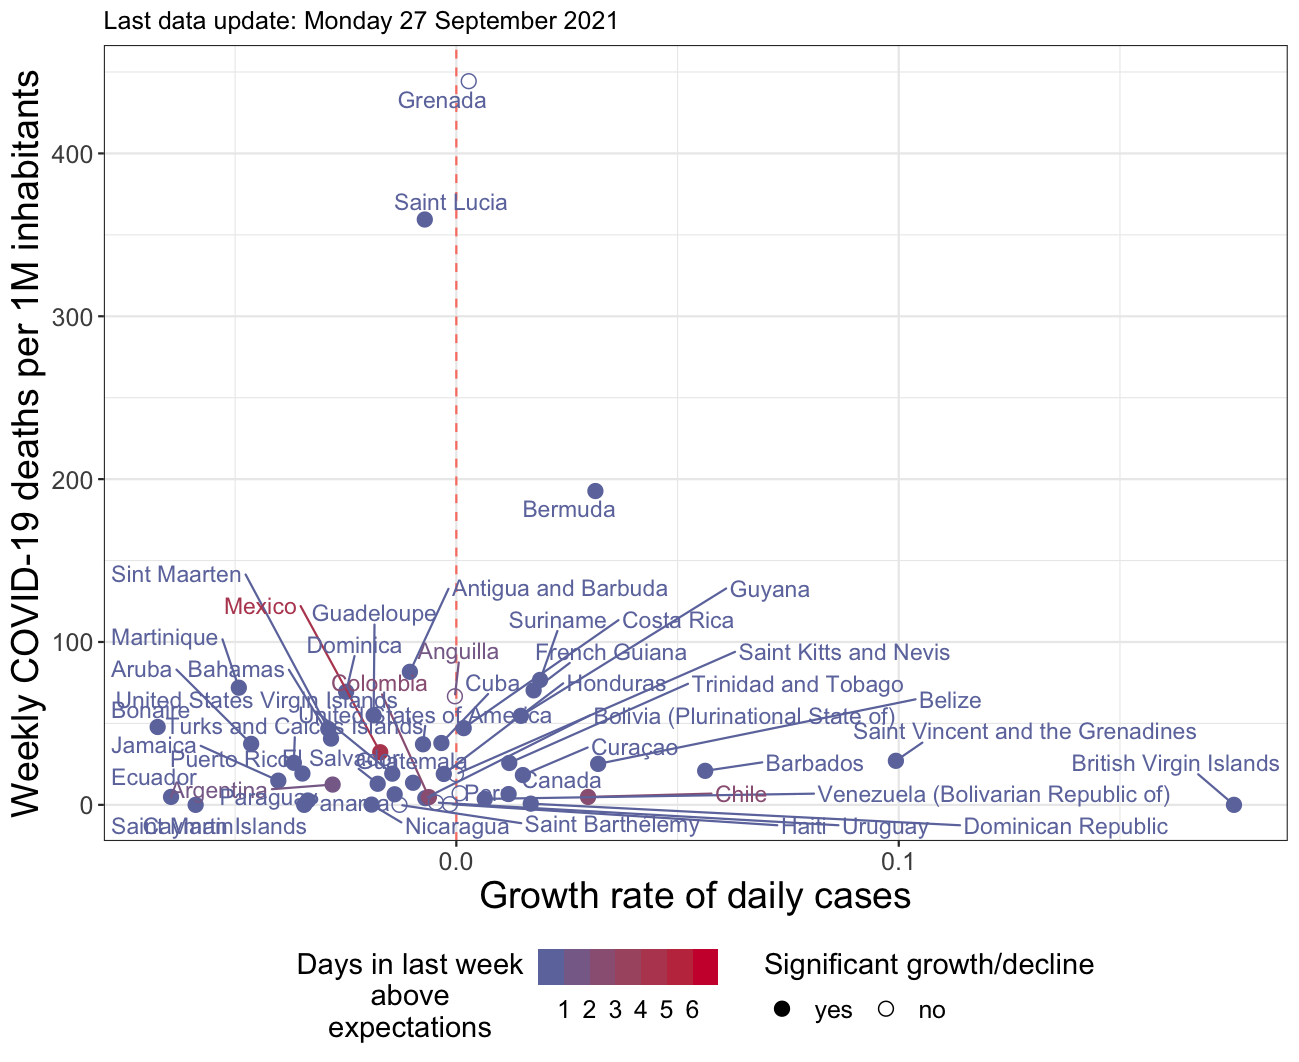 Last data update: Monday 27 September 2021
Weekly COVID-19 deaths per 1M inhabitants
400
300
200
100
0
Grenada
Saint Lucia
Bermuda
Sint Maarten
Antigua and Barbuda
Guyana
Mexico
Guadeloupe
Suriname
Costa Rica
Martinique
Dominica
Anguilla
French Guiana
Saint Kitts and Nevis
Aruba
Bahamas
Colombia
Cuba
Honduras
Trinidad and Tobago
United States Virgin Islands
Belize
Bonaire
United States of America
Bolivia (Plurinational State of)
Turks and Caicos Islands
Saint Vincent and the Grenadines
Jamaica
Curaçao
Puerto Rico
El Salvador
Guatemala
Barbados
British Virgin Islands
Ecuador
Canada
Argentina
Paraguay
Panama
Peru
Chile
Venezuela (Bolivarian Republic of)
Saint Martin
Cayman Islands
Nicaragua
Saint Barthelemy
Haiti
Uruguay
Dominican Republic
0.0
0.1
Growth rate of daily cases
Days in last week
above
expectations
1 2 3 4 5 6
Significant growth/decline
yes
no